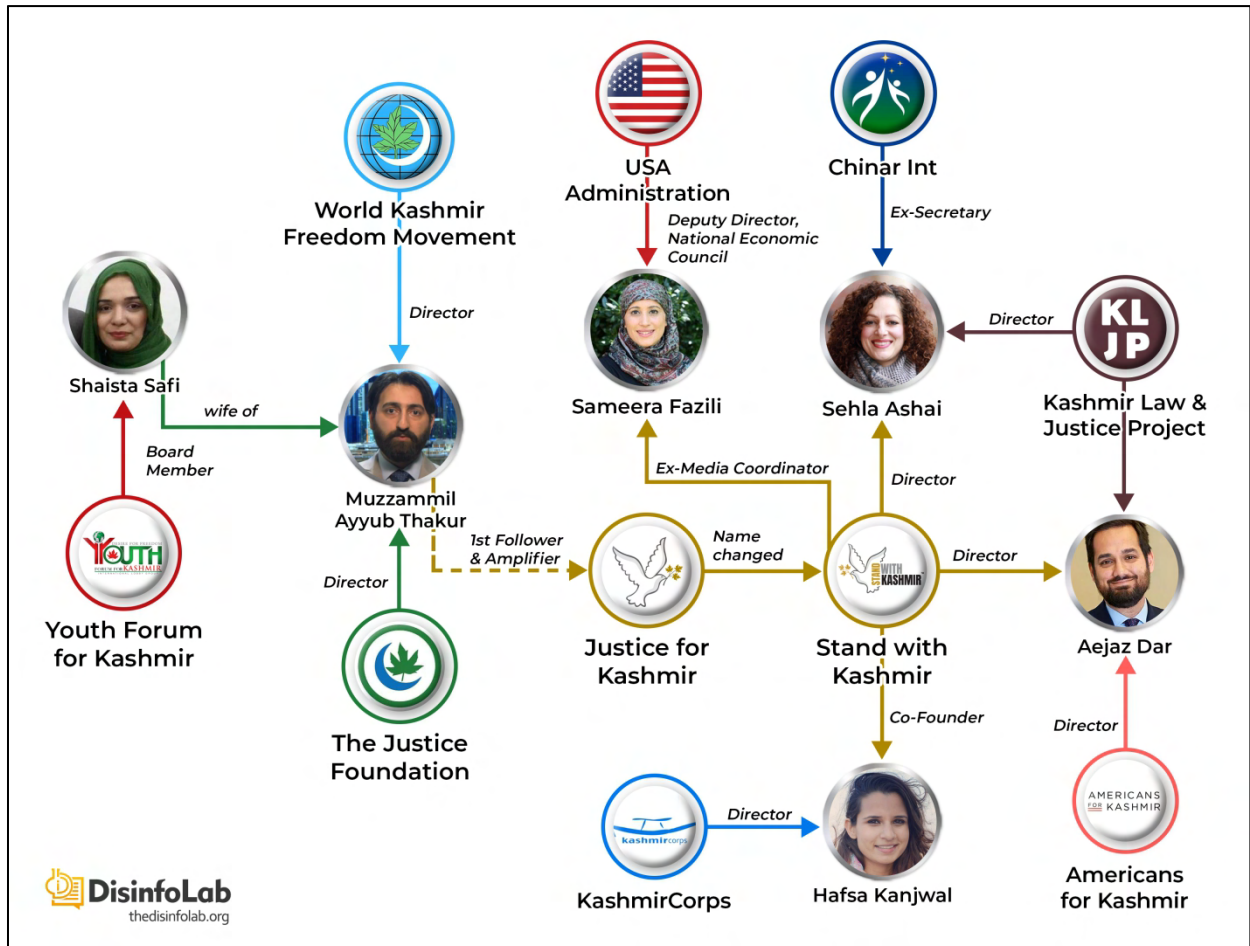 USA
Administration
Chinar Int
World Kashmir
Freedom Movement
Deputy Director,
National Economic
Council
Ex-Secretary
Director
Director
KL
JP
Shaista Safi
Sameera Fazili
Sehla Ashai
Kashmir Law &
Justice Project
wife of
Board
Member
Ex-Media Coordinator
Director
Muzzammil
Ayyub Thakur
1st Follower
& Amplifier
Name
changed
Director
YOUTH
FORUM FOR KASHMIR
STAND WITH
KASHMIR
Director
Youth Forum
for Kashmir
Justice for
Kashmir
Stand with
Kashmir
Aejaz Dar
The Justice
Foundation
Co-Founder
Director
AMERICANS
FOR KASHMIR
kashmircorps
Director
KashmirCorps
Hafsa Kanjwal
Americans
for Kashmir
DisinfoLab
thedisinfolab.org